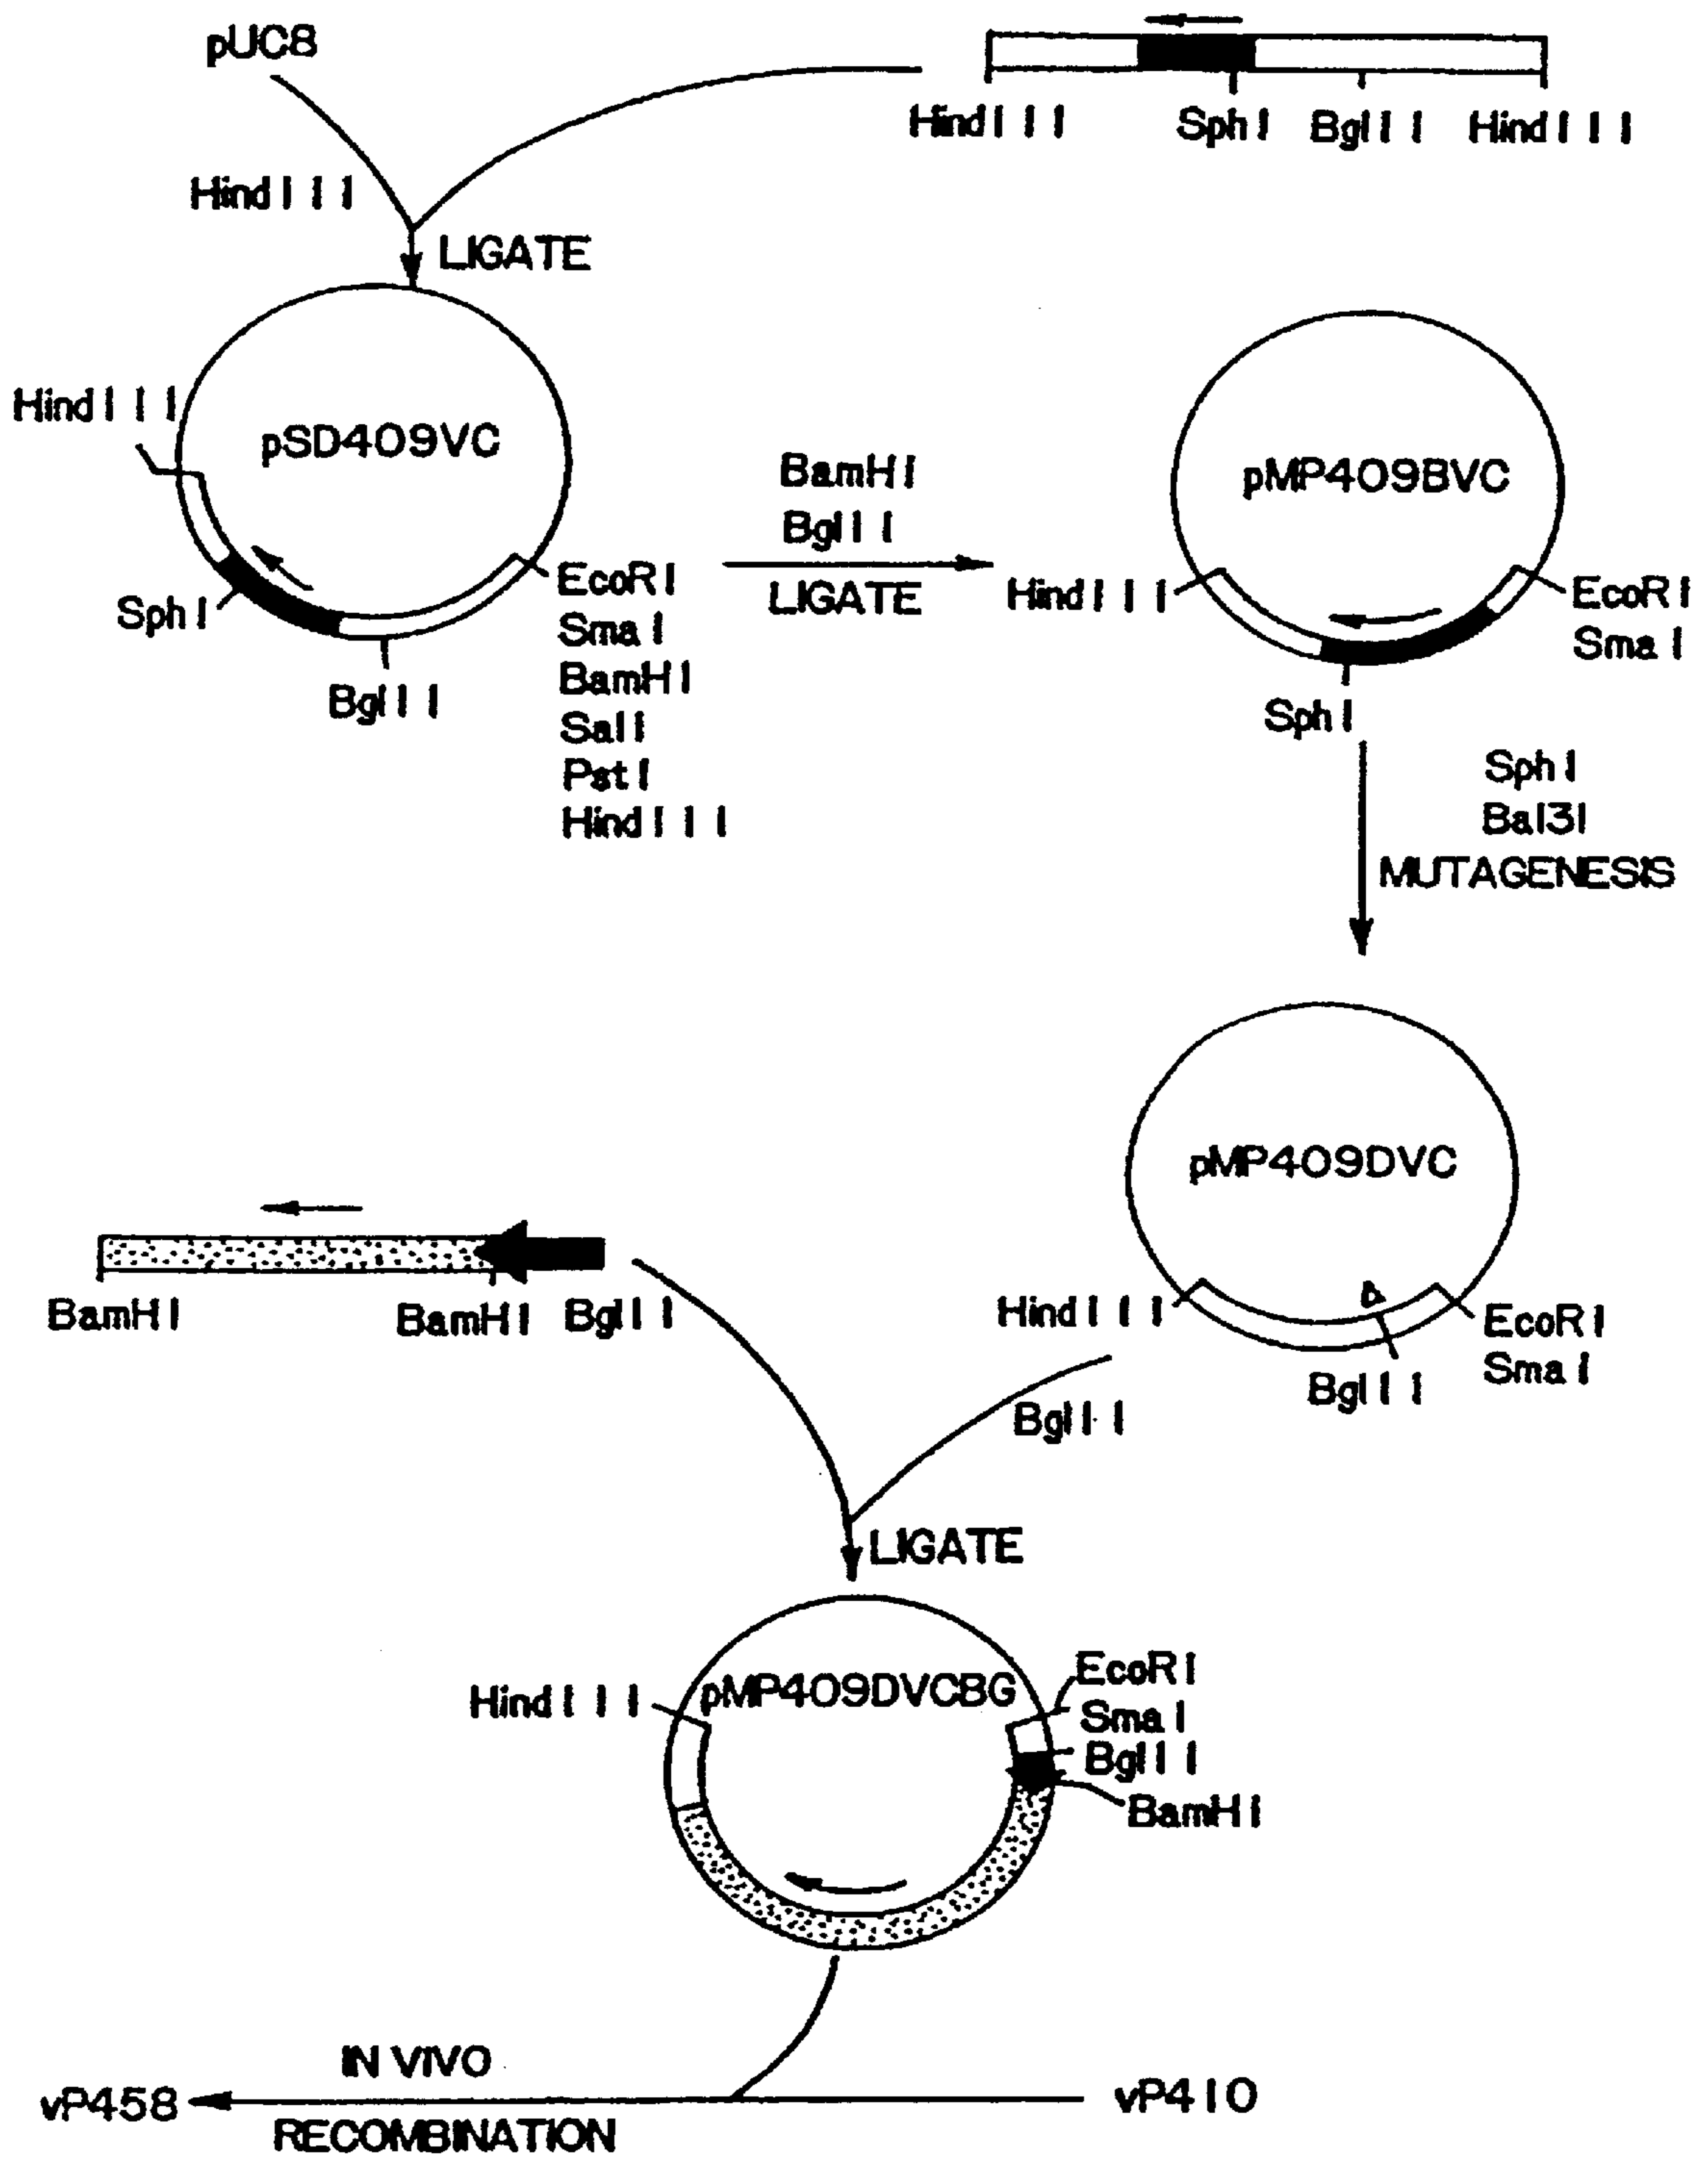 pUC8
HindIII SphI BglII HindIII
HindIII
LIGATE
HindIII
pSD409VC
SphI
BglII
EcoRI
SmaI
BamHI
SalI
PstI
HindIII
BamHI
BglII
LIGATE
pMP409BVC
HindIII
EcoRI
SmaI
SphI
SphI
Bal31
MUTAGENESIS
pMP409DVC
HindIII
EcoRI
SmaI
BglII
BamHI BamHI BglII
BglII
LIGATE
pMP409DVCBG
HindIII
EcoRI
SmaI
BglII
BamHI
IN VIVO
RECOMBINATION
vP458
vP410